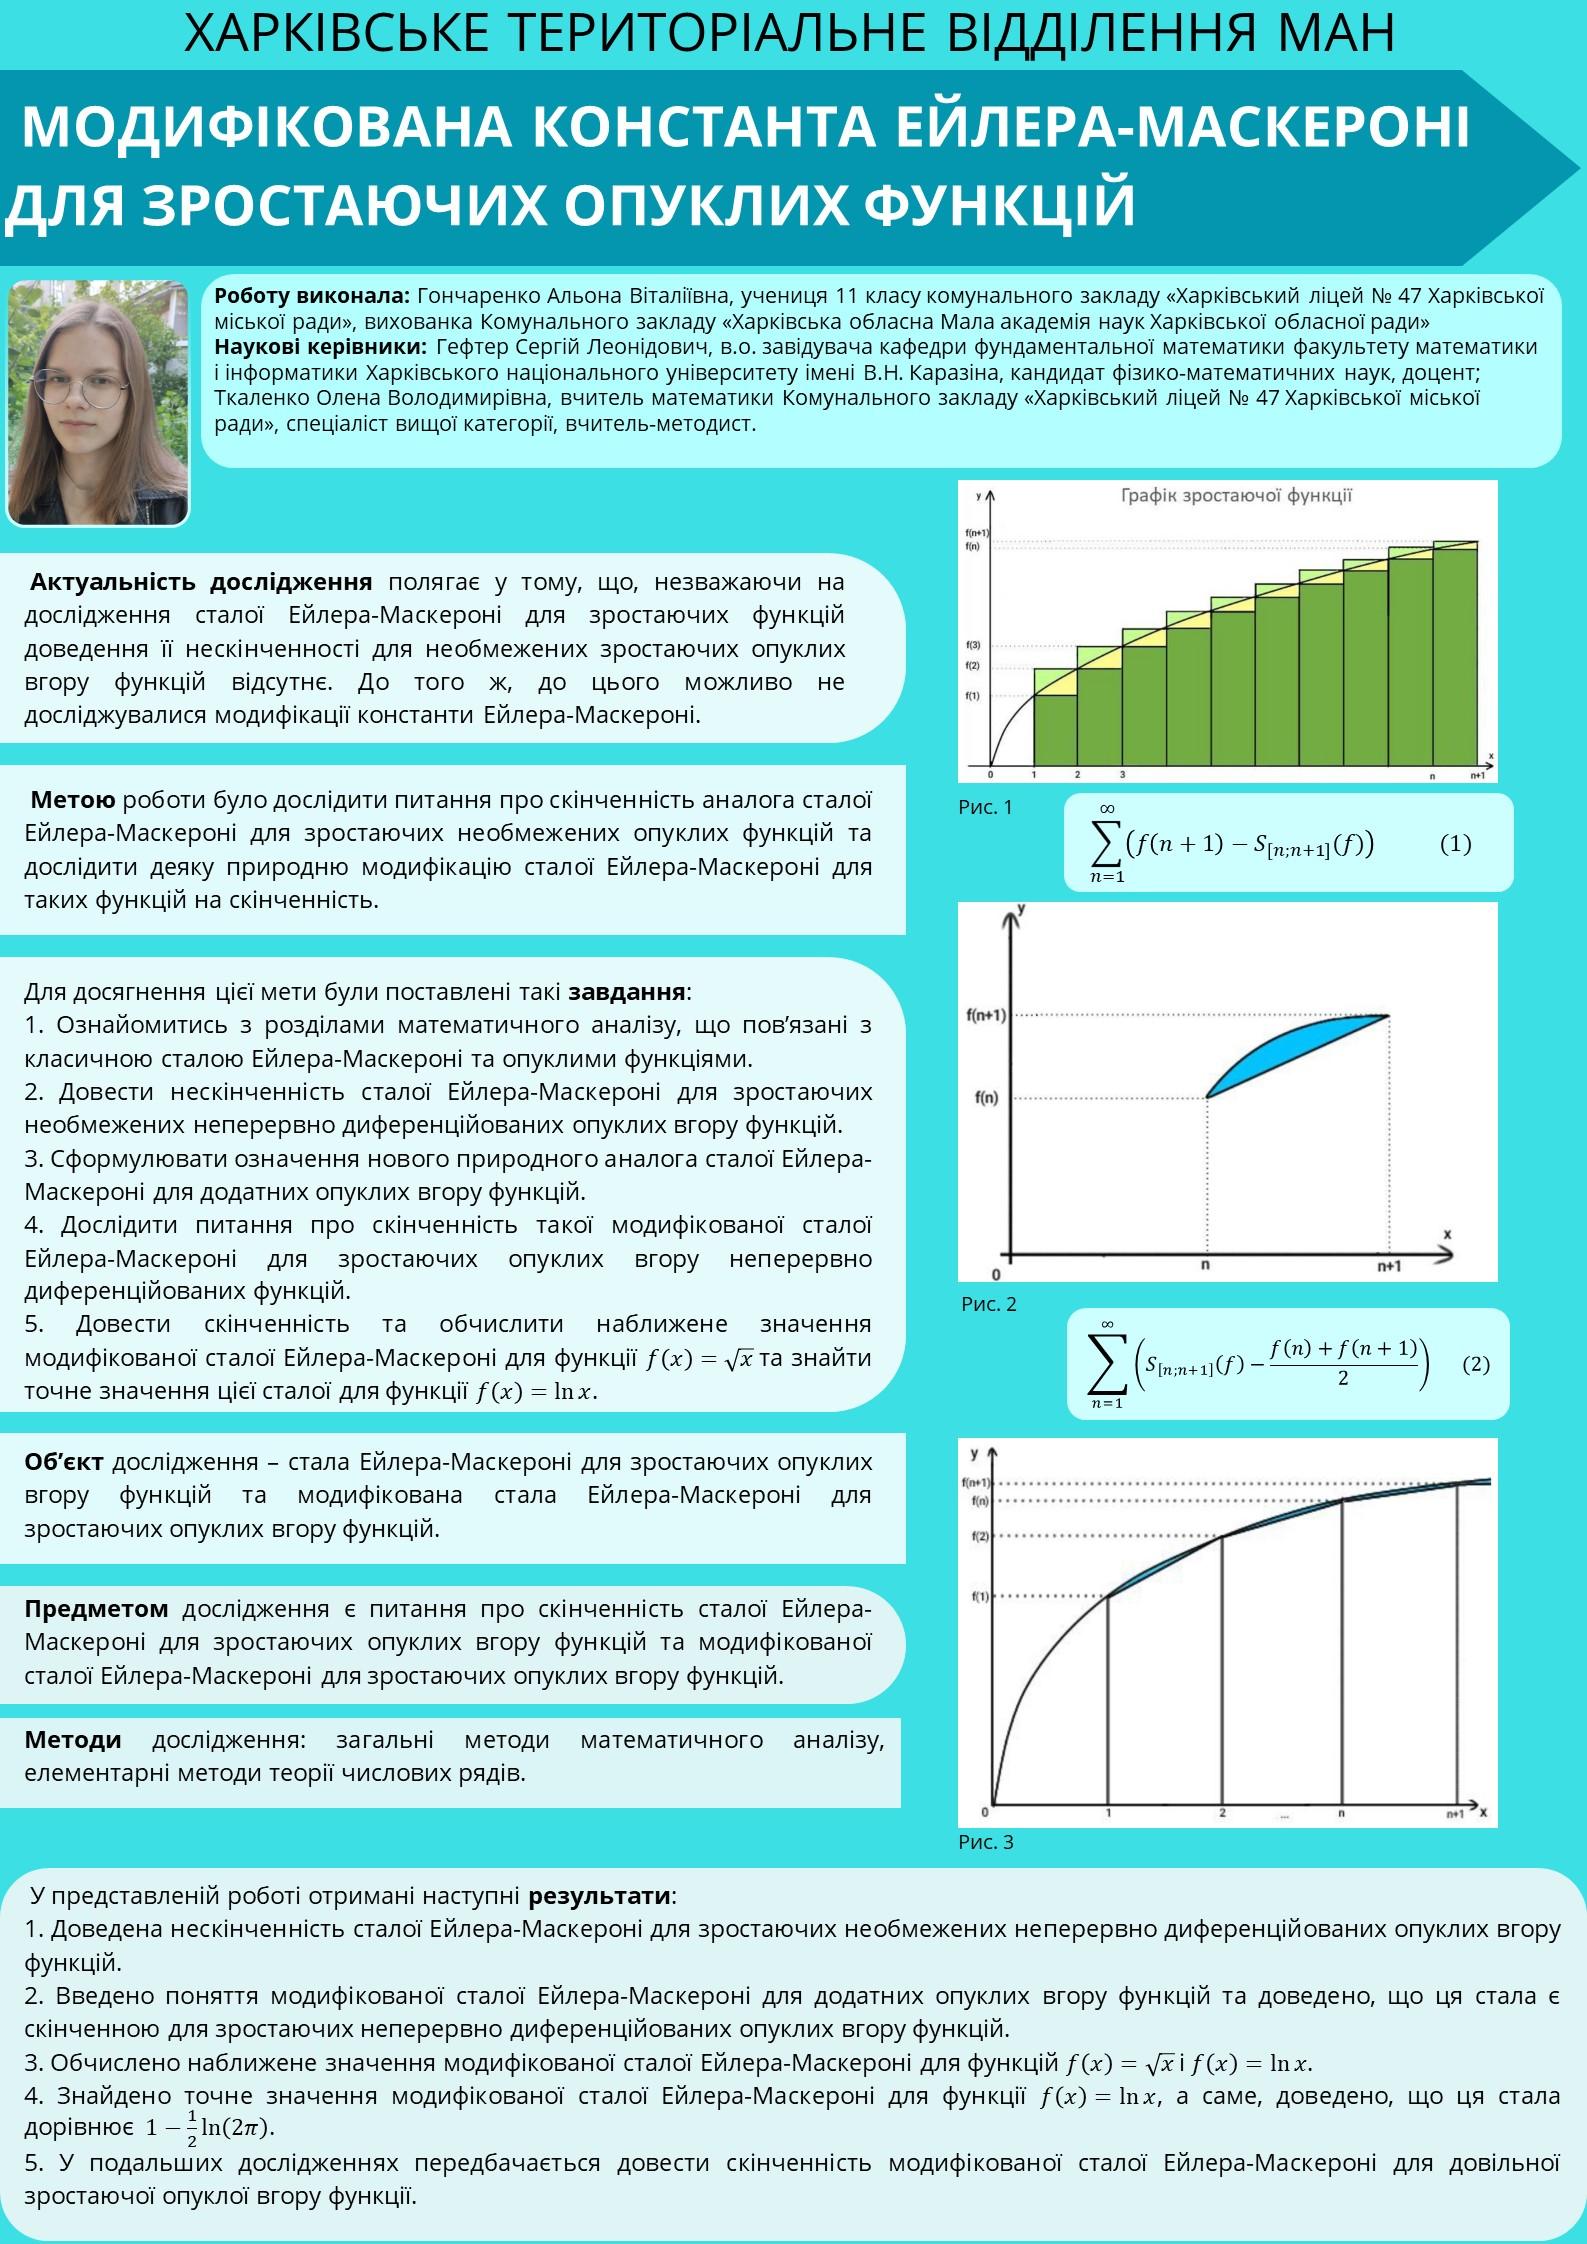 ХАРКІВСЬКЕ ТЕРИТОРІАЛЬНЕ ВІДДІЛЕННЯ МАН
МОДИФІКОВАНА КОНСТАНТА ЕЙЛЕРА-МАСКЕРОНІ
ДЛЯ ЗРОСТАЮЧИХ ОПУКЛИХ ФУНКЦІЙ
Роботу виконала: Гончаренко Альона Віталіївна, учениця 11 класу комунального закладу «Харківський ліцей № 47 Харківської
міської ради», вихованка Комунального закладу «Харківська обласна Мала академія наук Харківської обласної ради»
Наукові керівники: Гефтер Сергій Леонідович, в.о. завідувача кафедри фундаментальної математики факультету математики
і інформатики Харківського національного університету імені В.Н. Каразіна, кандидат фізико-математичних наук, доцент;
Ткаленко Олена Володимирівна, вчитель математики Комунального закладу «Харківський ліцей № 47 Харківської міської
ради», спеціаліст вищої категорії, вчитель-методист.
Актуальність дослідження полягає у тому, що, незважаючи на
дослідження сталої Ейлера-Маскероні для зростаючих функцій
доведення її нескінченності для необмежених зростаючих опуклих
вгору функцій відсутнє. До того ж, до цього можливо не
досліджувалися модифікації константи Ейлера-Маскероні.
Метою роботи було дослідити питання про скінченність аналога сталої
Ейлера-Маскероні для зростаючих необмежених опуклих функцій та
дослідити деяку природню модифікацію сталої Ейлера-Маскероні для
таких функцій на скінченність.
Для досягнення цієї мети були поставлені такі завдання:
1. Ознайомитись з розділами математичного аналізу, що пов’язані з
класичною сталою Ейлера-Маскероні та опуклими функціями.
2. Довести нескінченність сталої Ейлера-Маскероні для зростаючих
необмежених неперервно диференційованих опуклих вгору функцій.
3. Сформулювати означення нового природного аналога сталої Ейлера-
Маскероні для додатних опуклих вгору функцій.
4. Дослідити питання про скінченність такої модифікованої сталої
Ейлера-Маскероні для зростаючих опуклих вгору неперервно
диференційованих функцій.
5. Довести скінченність та обчислити наближене значення
модифікованої сталої Ейлера-Маскероні для функції f(x) = √x та знайти
точне значення цієї сталої для функції f(x) = ln x.
Об’єкт дослідження – стала Ейлера-Маскероні для зростаючих опуклих
вгору функцій та модифікована стала Ейлера-Маскероні для
зростаючих опуклих вгору функцій.
Предметом дослідження є питання про скінченність сталої Ейлера-
Маскероні для зростаючих опуклих вгору функцій та модифікованої
сталої Ейлера-Маскероні для зростаючих опуклих вгору функцій.
Методи дослідження: загальні методи математичного аналізу,
елементарні методи теорії числових рядів.
Графік зростаючої функції
y
f(n+1)
f(n)
f(3)
f(2)
f(1)
x
0 1 2 3 n n+1
Рис. 1
∞
∑(f(n + 1) − S[n;n+1](f)) (1)
n=1
y
f(n+1)
f(n)
x
0 n n+1
Рис. 2
∞
∑(S[n;n+1](f) − (f(n) + f(n + 1))/2) (2)
n=1
y
f(n+1)
f(n)
f(2)
f(1)
0 1 2 ... n n+1 x
Рис. 3
У представленій роботі отримані наступні результати:
1. Доведена нескінченність сталої Ейлера-Маскероні для зростаючих необмежених неперервно диференційованих опуклих вгору
функцій.
2. Введено поняття модифікованої сталої Ейлера-Маскероні для додатних опуклих вгору функцій та доведено, що ця стала є
скінченною для зростаючих неперервно диференційованих опуклих вгору функцій.
3. Обчислено наближене значення модифікованої сталої Ейлера-Маскероні для функцій f(x) = √x і f(x) = ln x.
4. Знайдено точне значення модифікованої сталої Ейлера-Маскероні для функції f(x) = ln x, а саме, доведено, що ця стала
дорівнює 1 − 1/2 ln(2π).
5. У подальших дослідженнях передбачається довести скінченність модифікованої сталої Ейлера-Маскероні для довільної
зростаючої опуклої вгору функції.